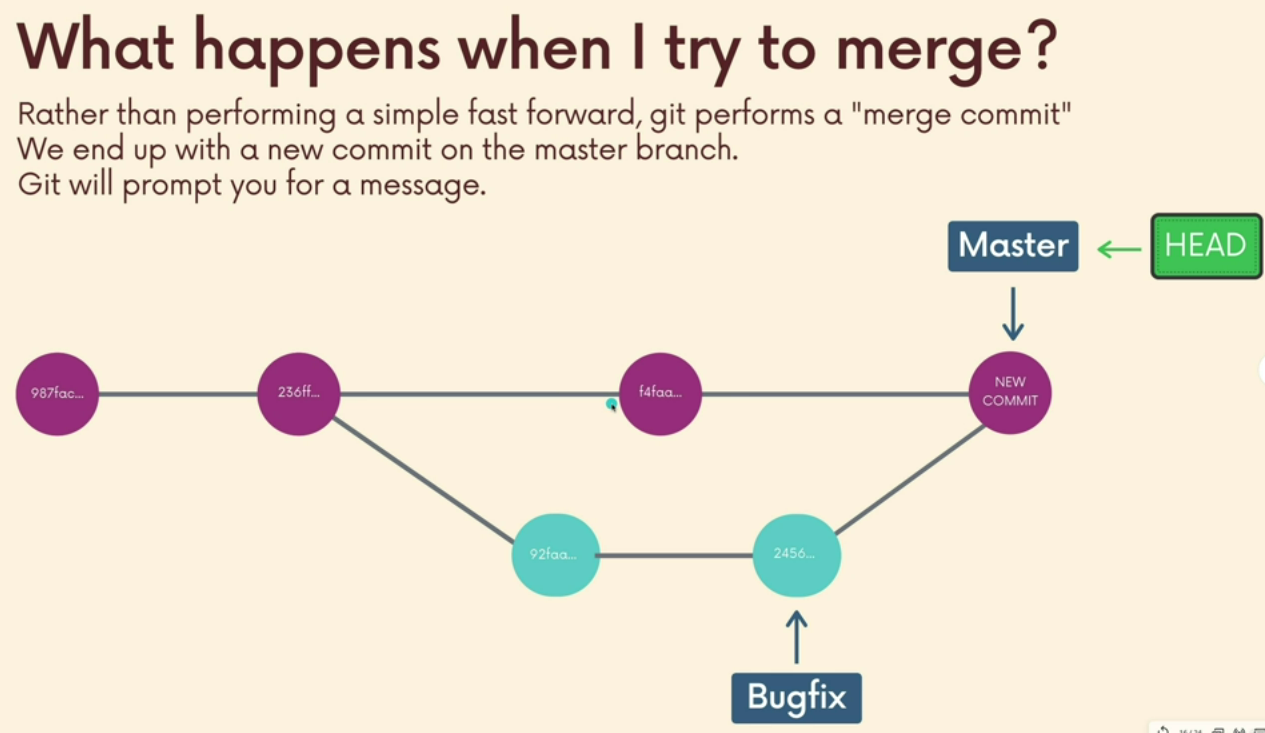 What happens when I try to merge?
Rather than performing a simple fast forward, git performs a "merge commit"
We end up with a new commit on the master branch.
Git will prompt you for a message.
Master
HEAD
987fac...
236ff...
f4faa...
NEW
COMMIT
92faa...
2456...
Bugfix